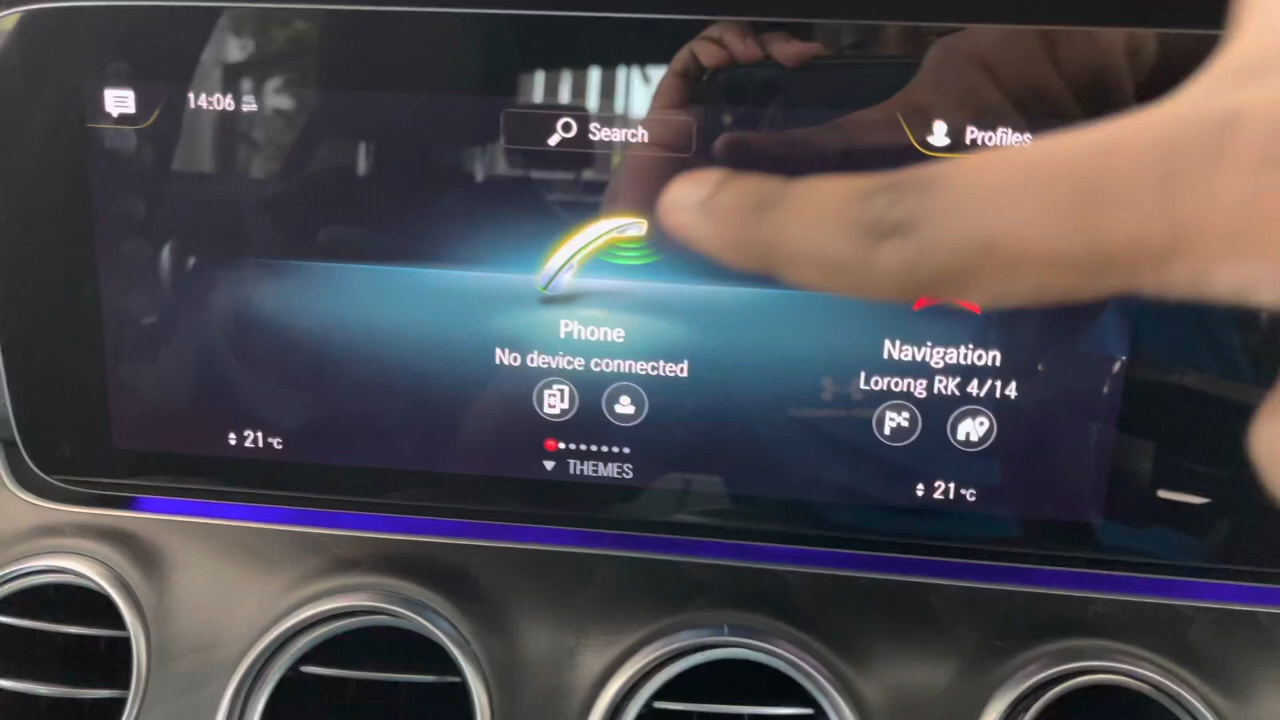 14:06
Search
Profiles
Phone
No device connected
Navigation
Lorong RK 4/14
21°C
THEMES
21°C